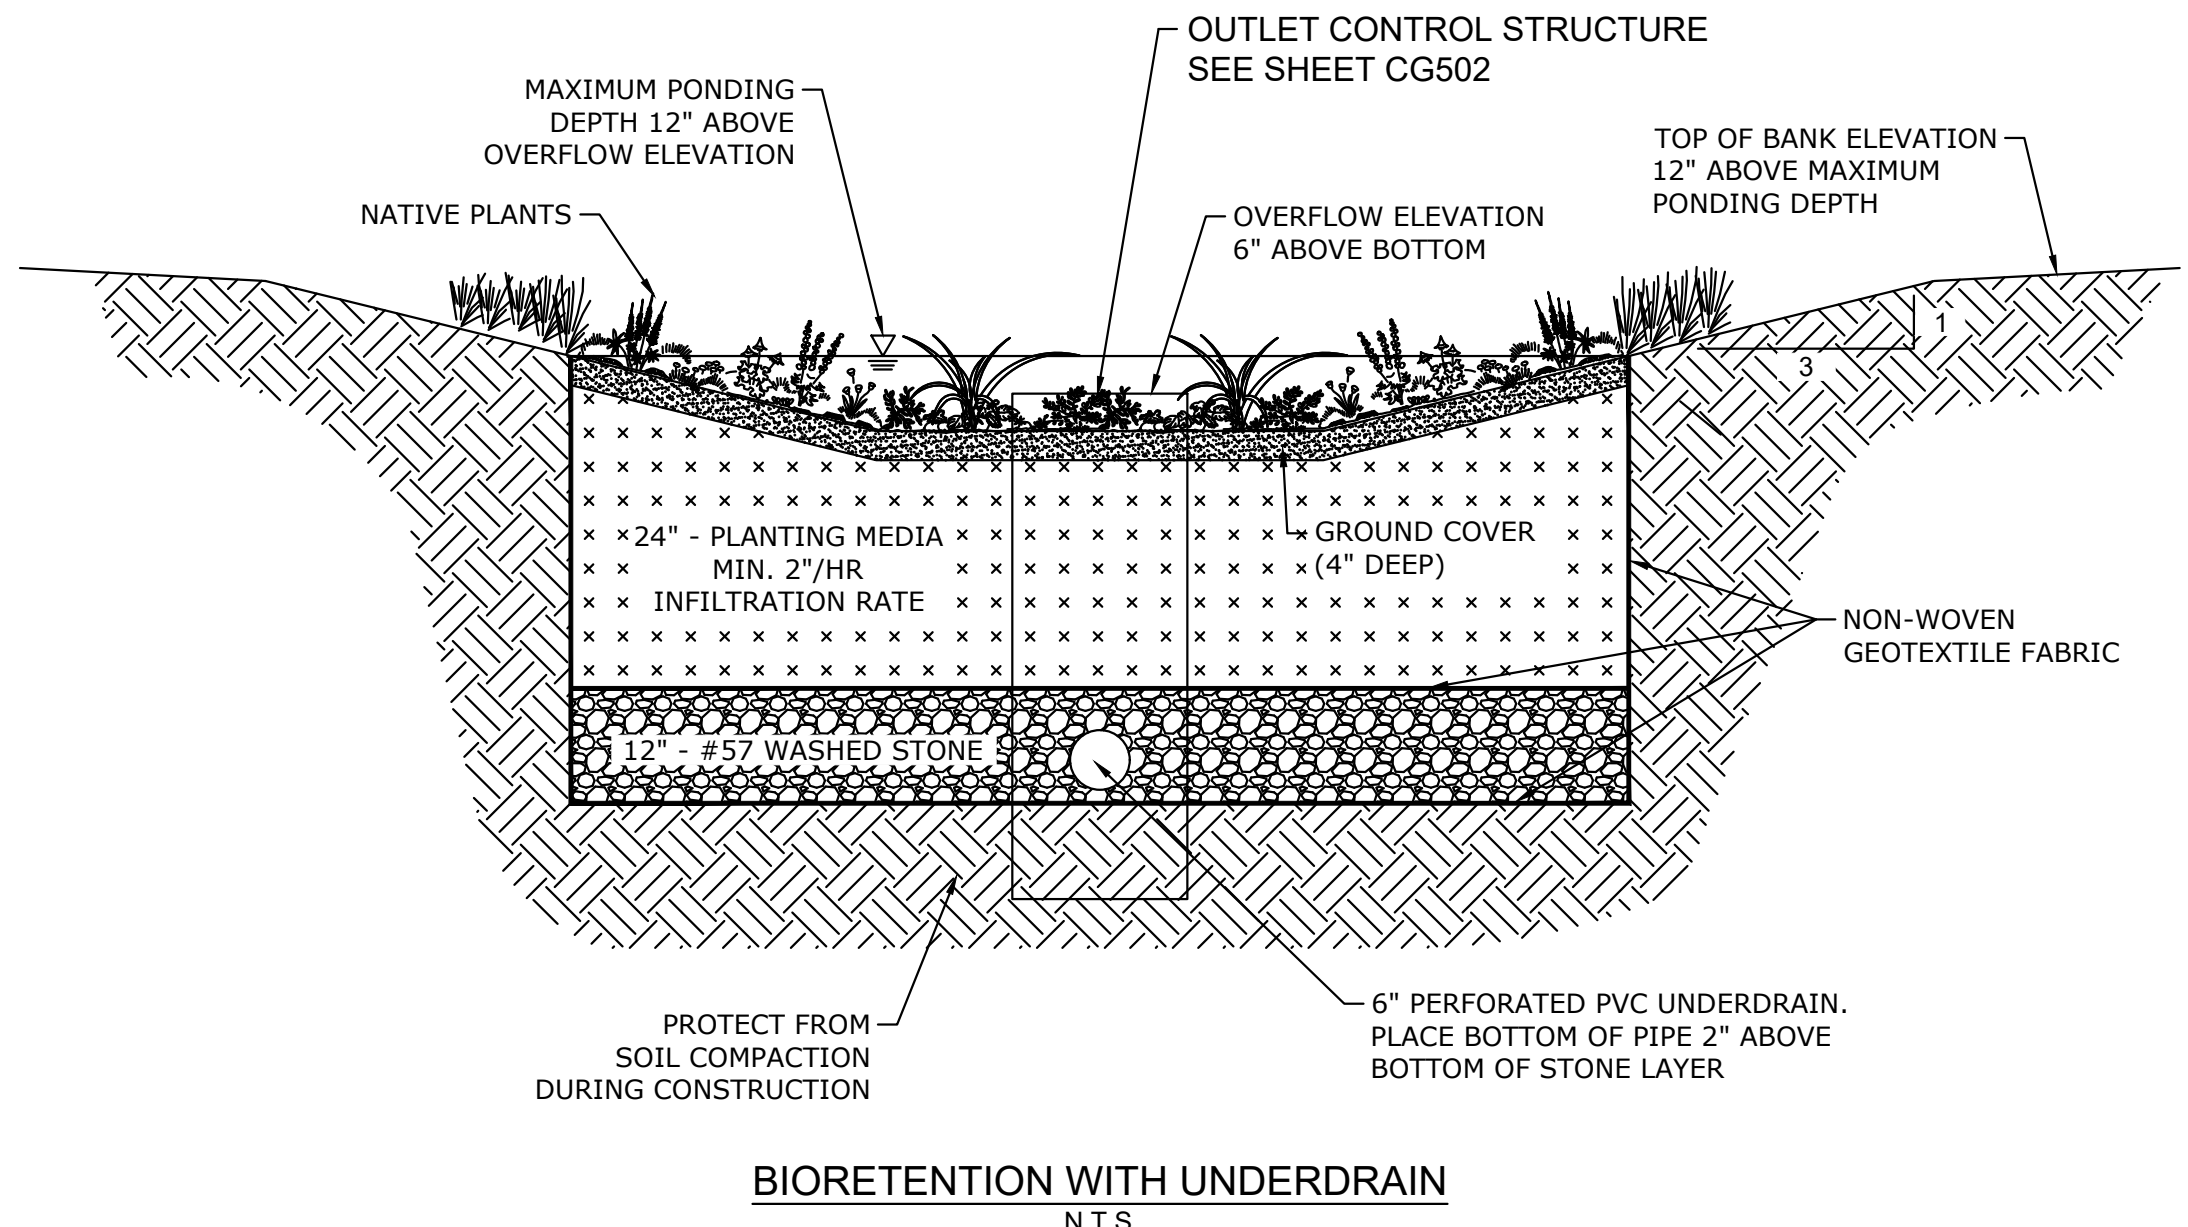 OUTLET CONTROL STRUCTURE
SEE SHEET CG502
MAXIMUM PONDING
DEPTH 12" ABOVE
OVERFLOW ELEVATION
TOP OF BANK ELEVATION
12" ABOVE MAXIMUM
PONDING DEPTH
NATIVE PLANTS
OVERFLOW ELEVATION
6" ABOVE BOTTOM
1
3
24" - PLANTING MEDIA
MIN. 2"/HR
INFILTRATION RATE
GROUND COVER
(4" DEEP)
NON-WOVEN
GEOTEXTILE FABRIC
12" - #57 WASHED STONE
6" PERFORATED PVC UNDERDRAIN.
PLACE BOTTOM OF PIPE 2" ABOVE
BOTTOM OF STONE LAYER
PROTECT FROM
SOIL COMPACTION
DURING CONSTRUCTION
BIORETENTION WITH UNDERDRAIN
N.T.S.